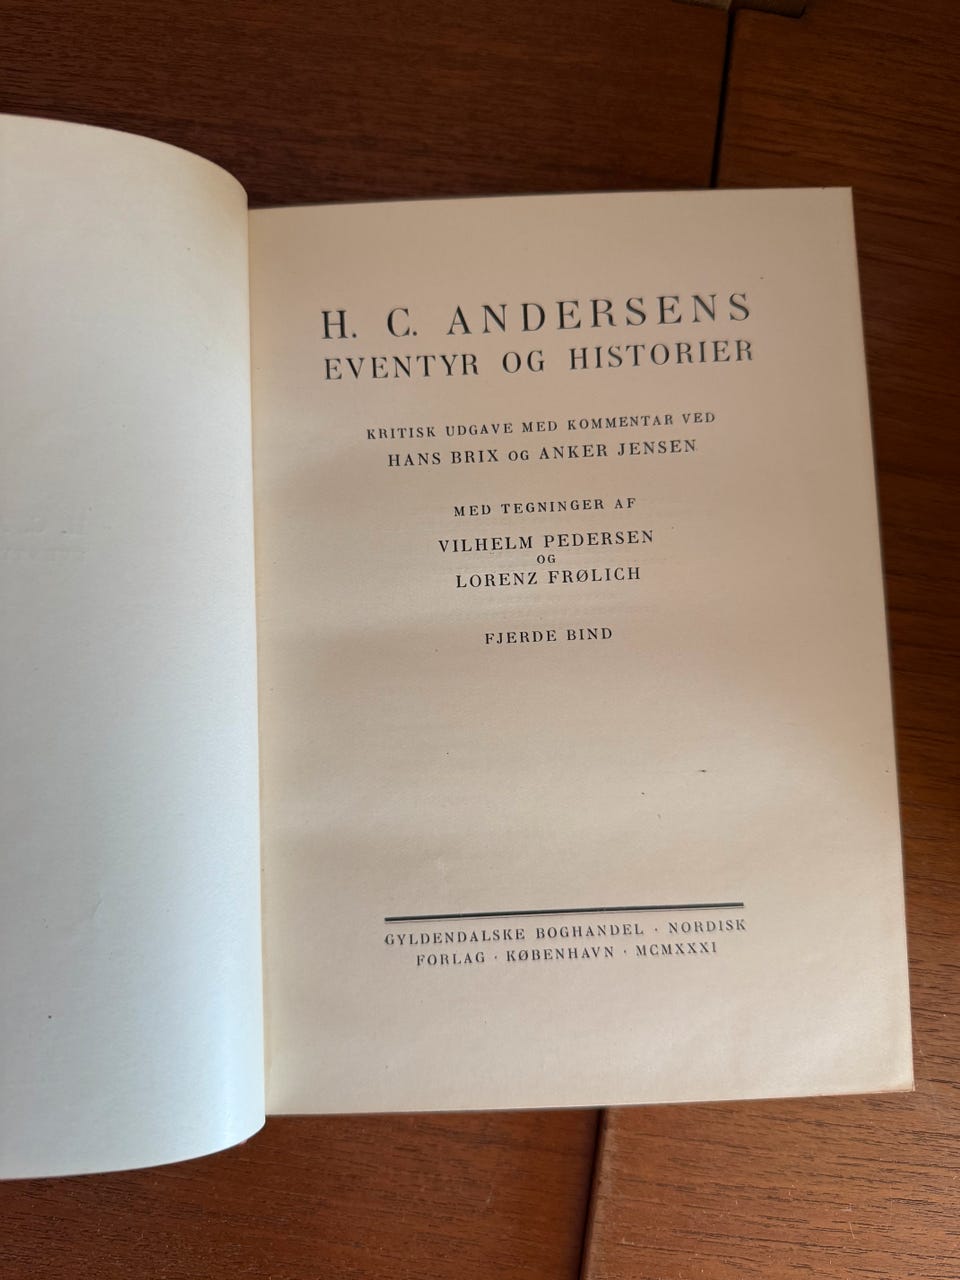 H. C. ANDERSENS
EVENTYR OG HISTORIER
KRITISK UDGAVE MED KOMMENTAR VED
HANS BRIX OG ANKER JENSEN
MED TEGNINGER AF
VILHELM PEDERSEN
OG
LORENZ FRØLICH
FJERDE BIND
GYLDENDALSKE BOGHANDEL · NORDISK
FORLAG · KØBENHAVN · MCMXXXI